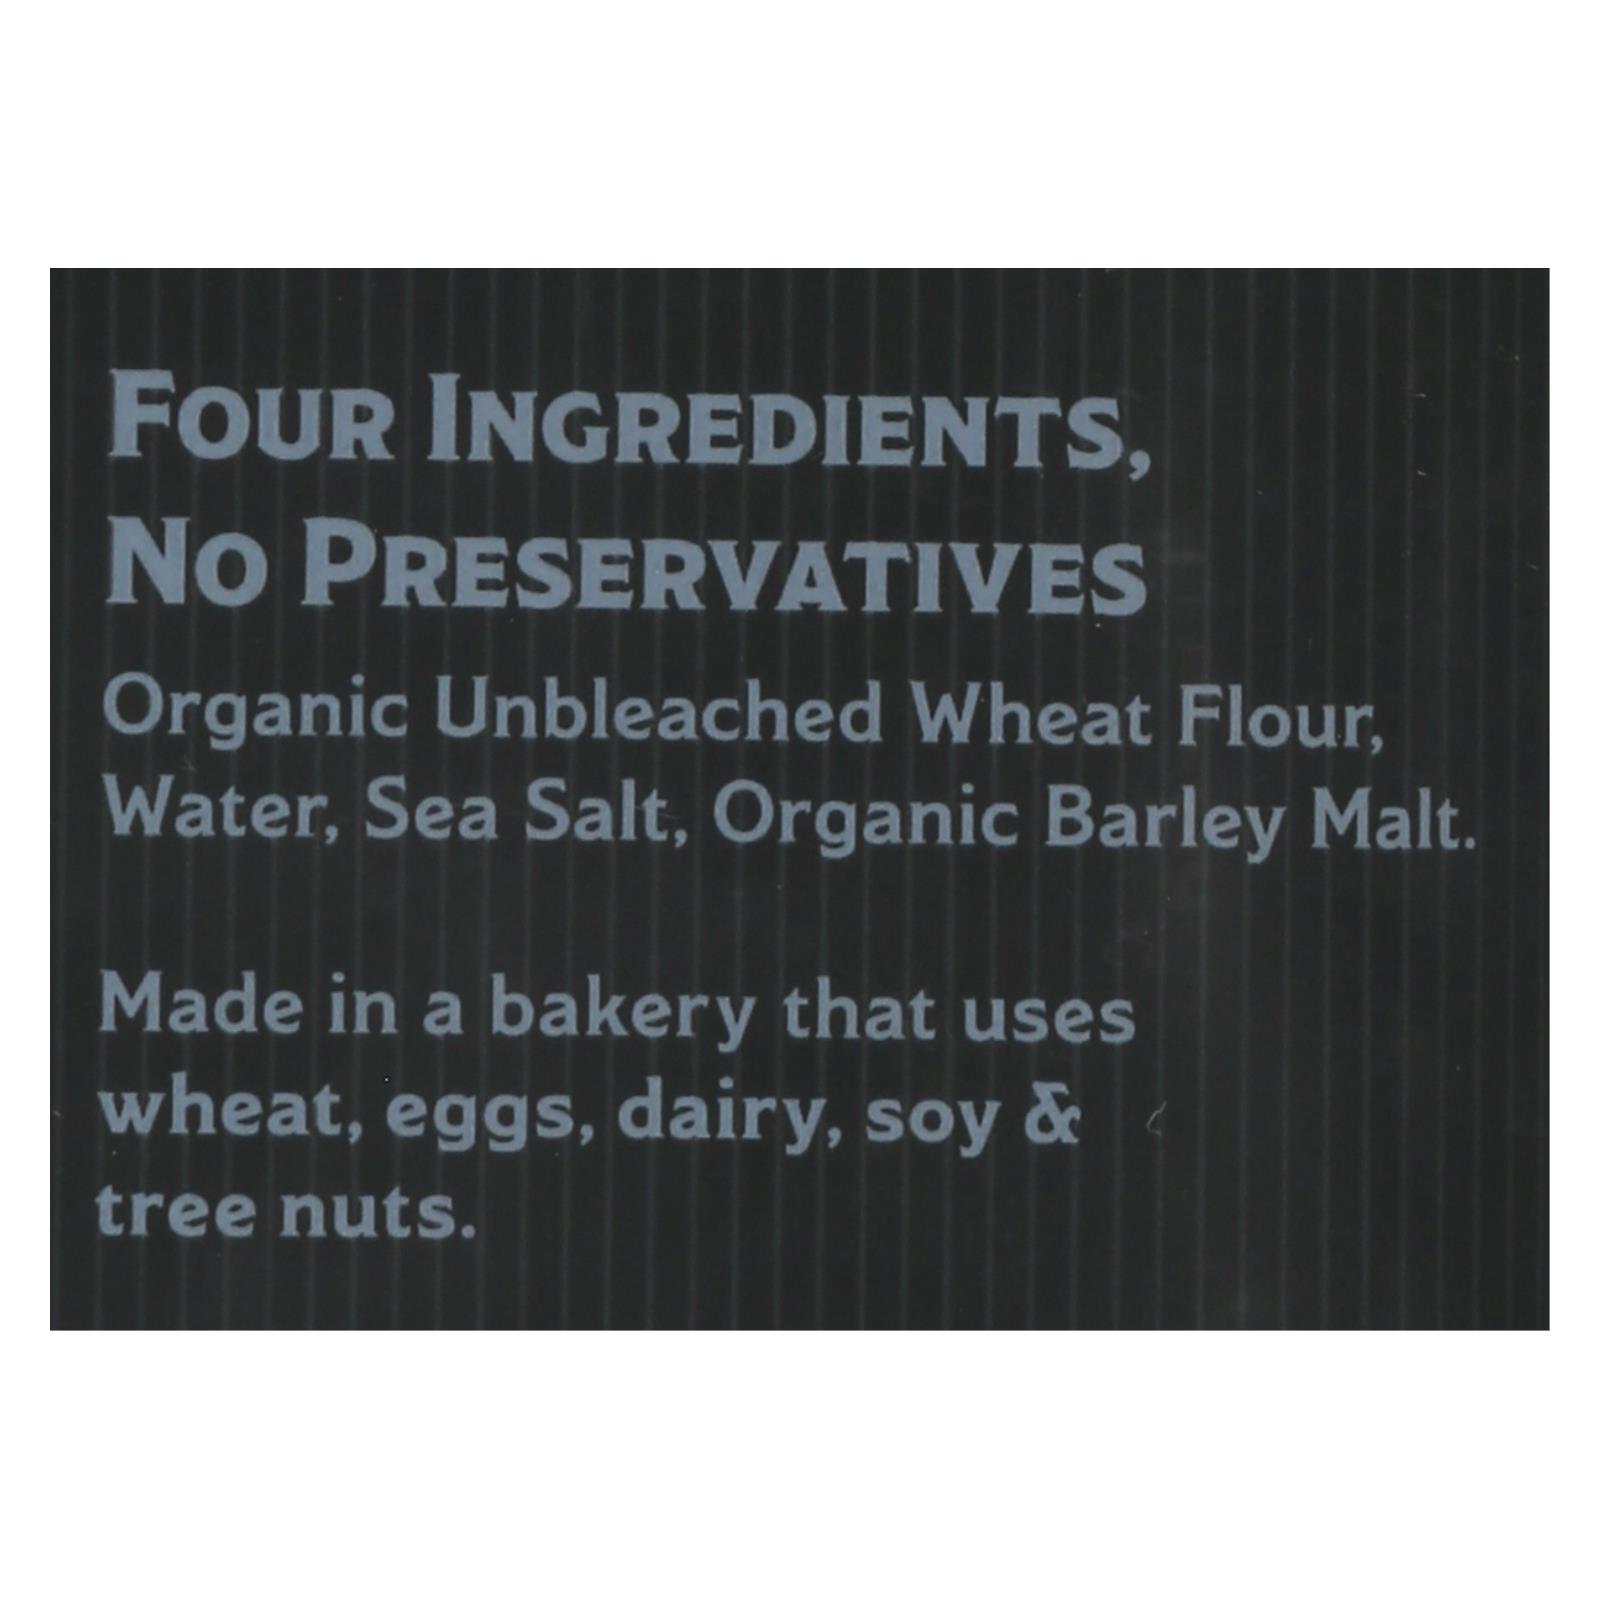 FOUR INGREDIENTS,
NO PRESERVATIVES
Organic Unbleached Wheat Flour,
Water, Sea Salt, Organic Barley Malt.
Made in a bakery that uses
wheat, eggs, dairy, soy &
tree nuts.